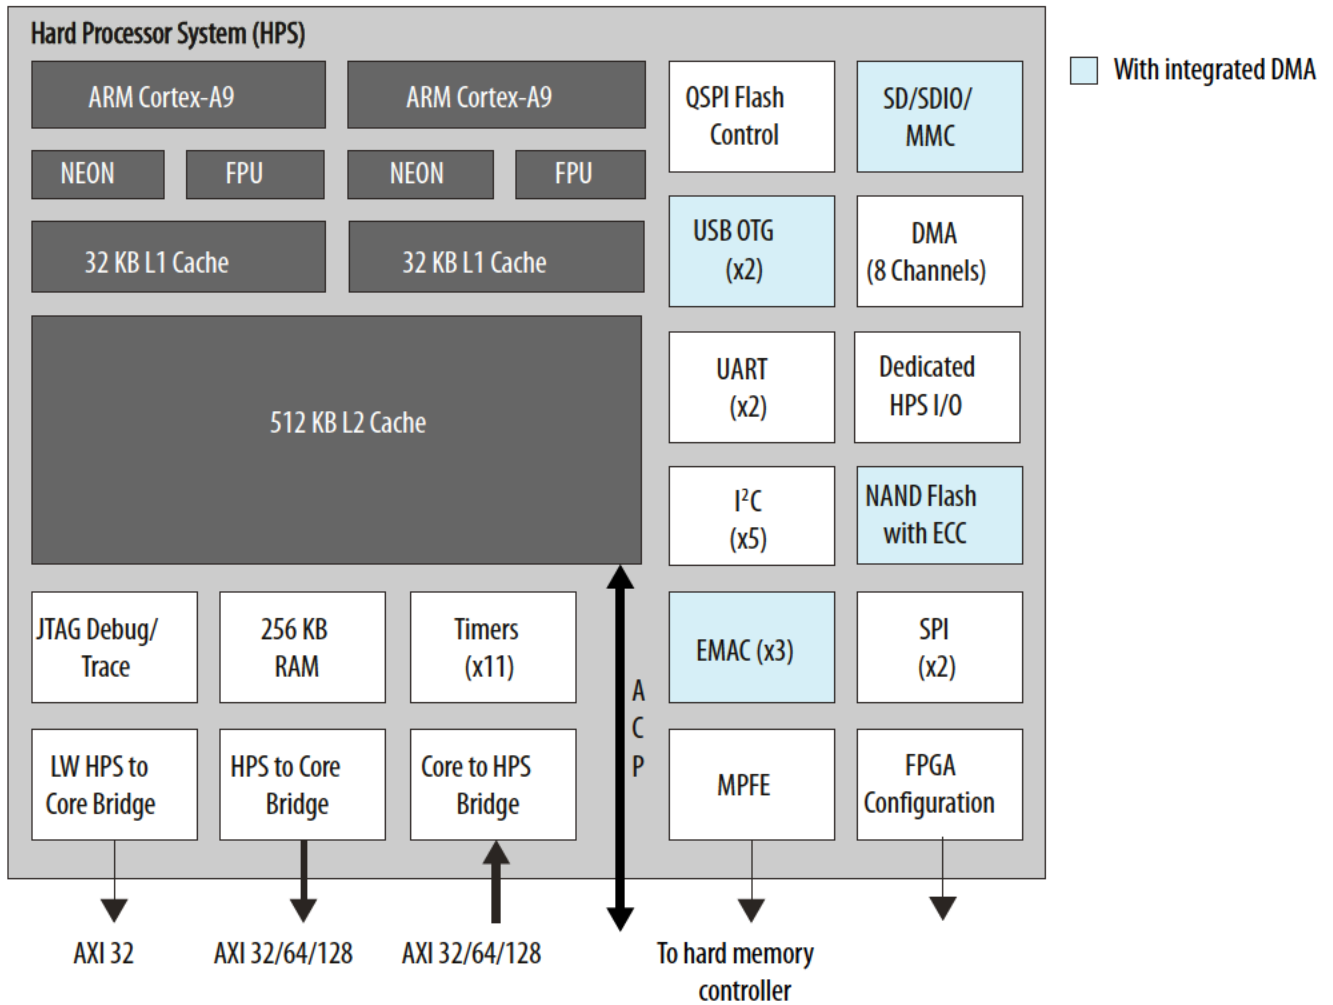 Hard Processor System (HPS)
ARM Cortex-A9
ARM Cortex-A9
NEON
FPU
NEON
FPU
32 KB L1 Cache
32 KB L1 Cache
512 KB L2 Cache
JTAG Debug/
Trace
256 KB
RAM
Timers
(x11)
LW HPS to
Core Bridge
HPS to Core
Bridge
Core to HPS
Bridge
A
C
P
QSPI Flash
Control
SD/SDIO/
MMC
USB OTG
(x2)
DMA
(8 Channels)
UART
(x2)
Dedicated
HPS I/O
I²C
(x5)
NAND Flash
with ECC
EMAC (x3)
SPI
(x2)
MPFE
FPGA
Configuration
AXI 32
AXI 32/64/128
AXI 32/64/128
To hard memory
controller
With integrated DMA